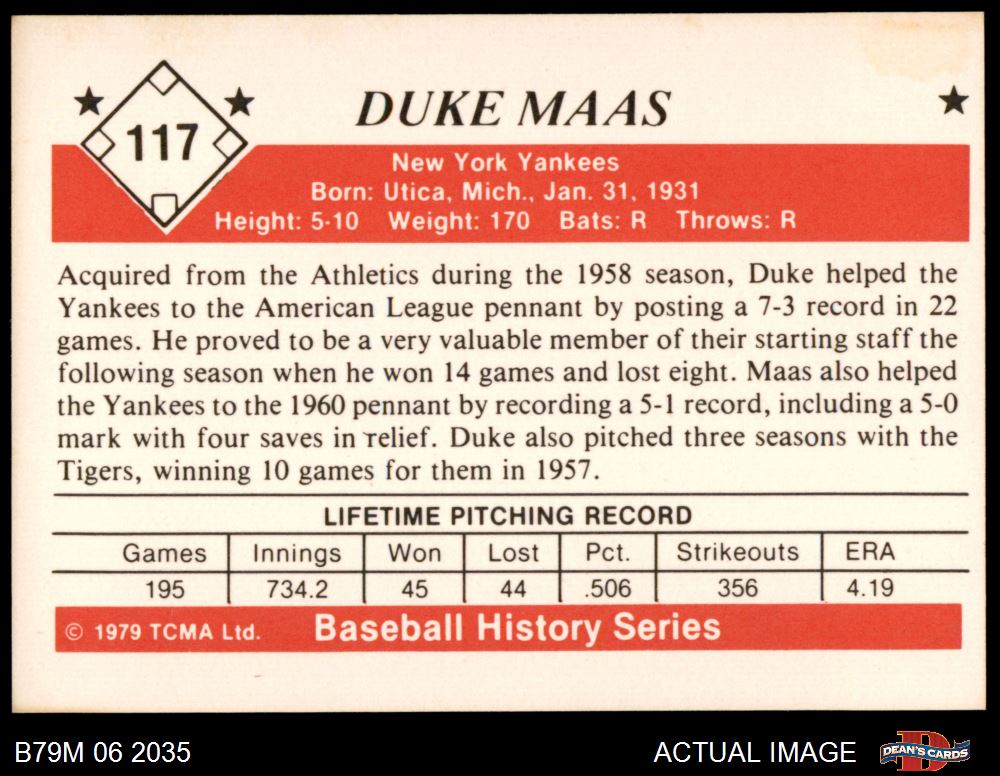 DUKE MAAS
117
New York Yankees
Born: Utica, Mich., Jan. 31, 1931
Height: 5-10 Weight: 170 Bats: R Throws: R
Acquired from the Athletics during the 1958 season, Duke helped the
Yankees to the American League pennant by posting a 7-3 record in 22
games. He proved to be a very valuable member of their starting staff the
following season when he won 14 games and lost eight. Maas also helped
the Yankees to the 1960 pennant by recording a 5-1 record, including a 5-0
mark with four saves in relief. Duke also pitched three seasons with the
Tigers, winning 10 games for them in 1957.
LIFETIME PITCHING RECORD
Games Innings Won Lost Pct. Strikeouts ERA
195 734.2 45 44 .506 356 4.19
© 1979 TCMA Ltd. Baseball History Series
B79M 06 2035 ACTUAL IMAGE DEAN'S CARDS